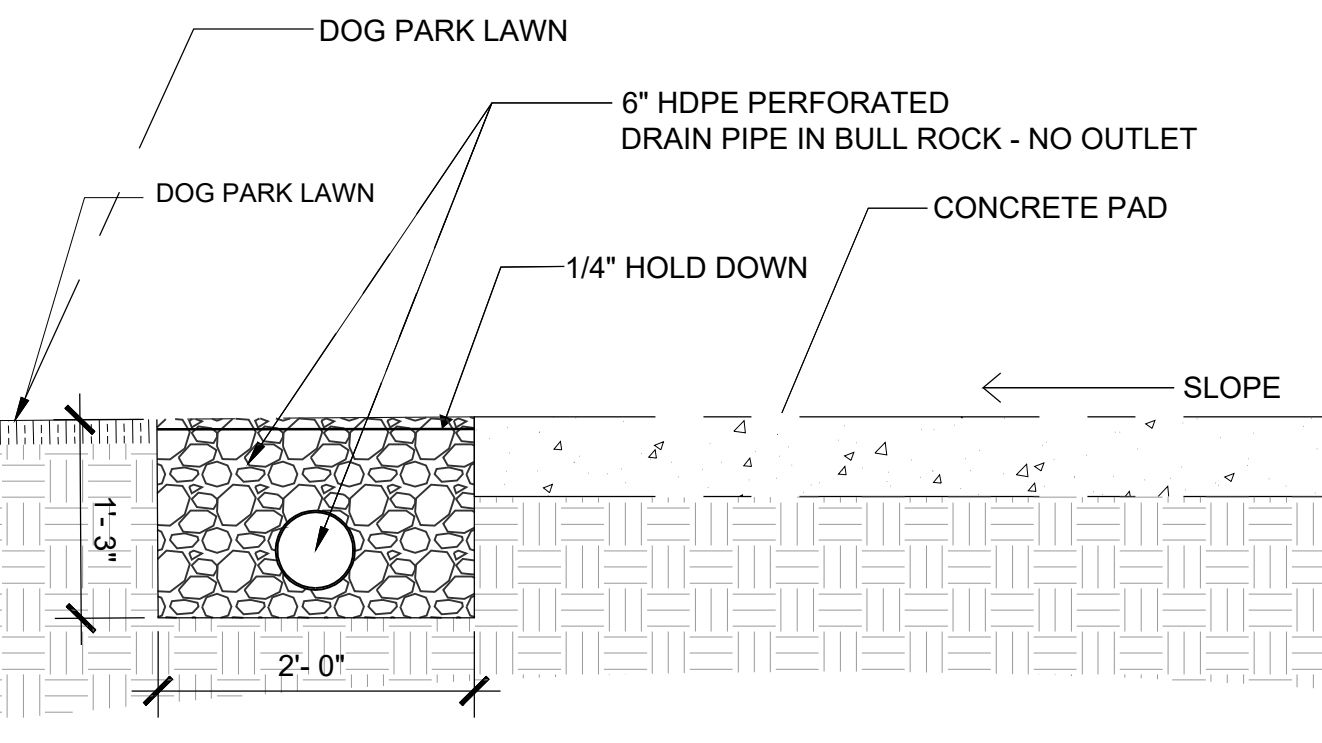 DOG PARK LAWN
6" HDPE PERFORATED
DRAIN PIPE IN BULL ROCK - NO OUTLET
DOG PARK LAWN
CONCRETE PAD
1/4" HOLD DOWN
SLOPE
1'- 3"
2'- 0"